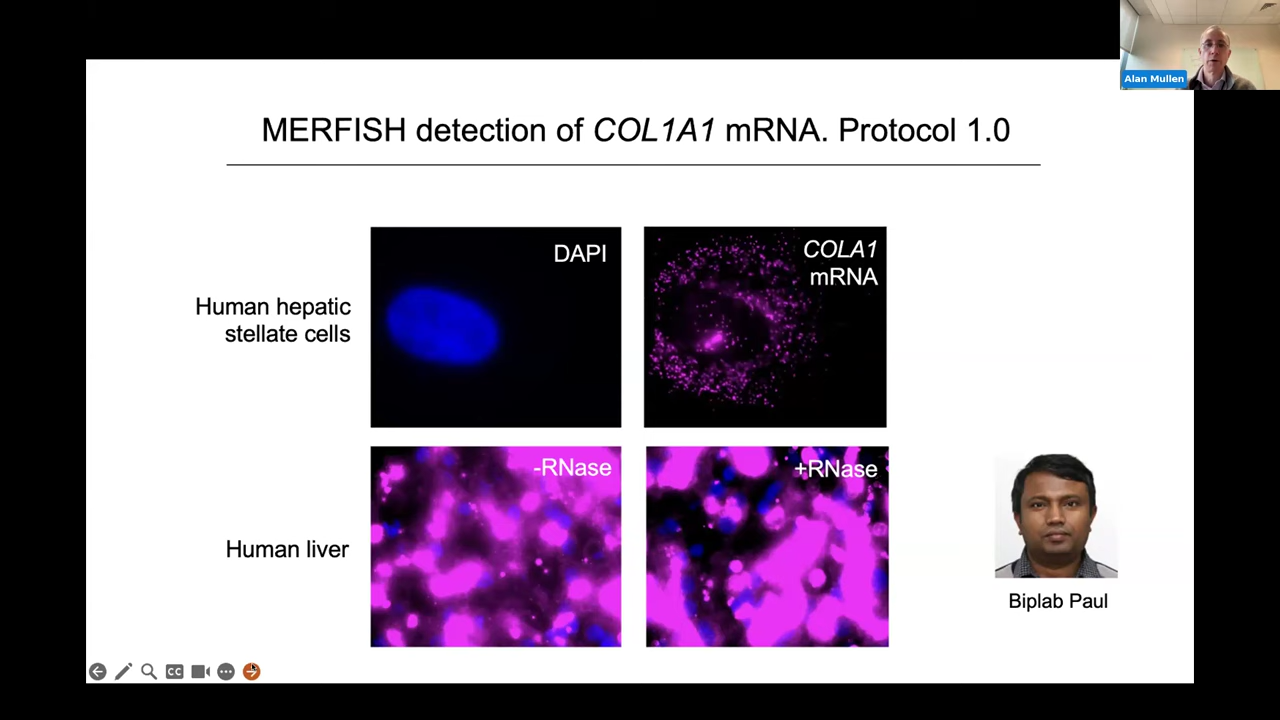 Alan Mullen
MERFISH detection of COL1A1 mRNA. Protocol 1.0
Human hepatic
stellate cells
DAPI
COLA1
mRNA
Human liver
-RNase
+RNase
Biplab Paul
CC